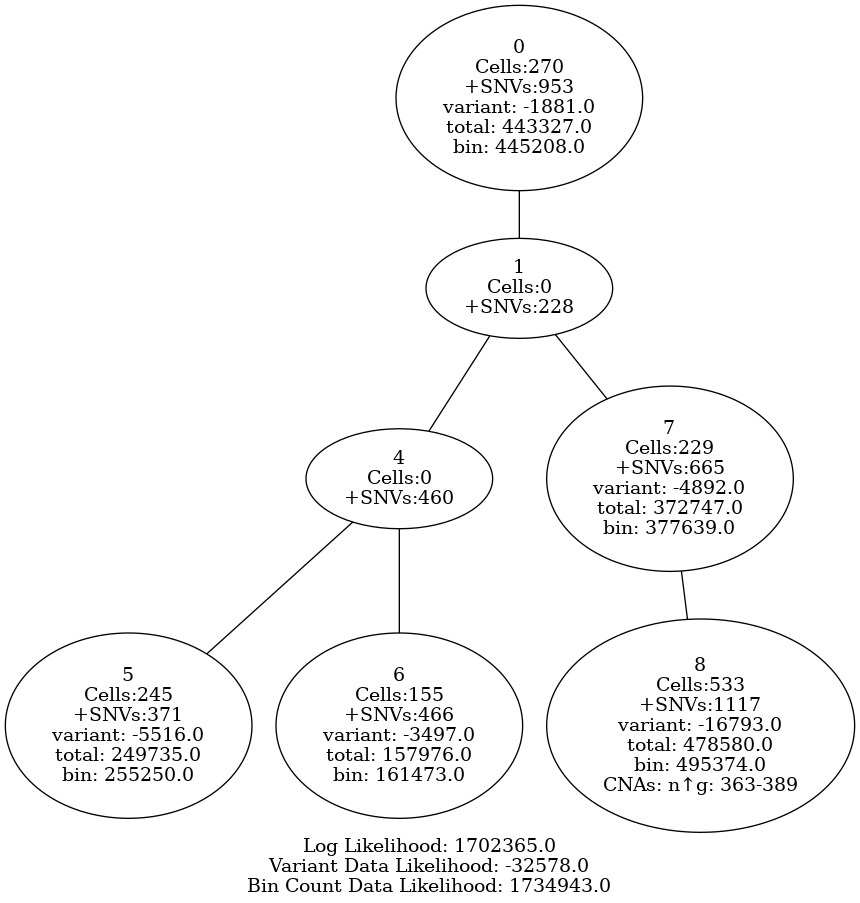 0
Cells:270
+SNVs:953
variant: -1881.0
total: 443327.0
bin: 445208.0
1
Cells:0
+SNVs:228
4
Cells:0
+SNVs:460
7
Cells:229
+SNVs:665
variant: -4892.0
total: 372747.0
bin: 377639.0
5
Cells:245
+SNVs:371
variant: -5516.0
total: 249735.0
bin: 255250.0
6
Cells:155
+SNVs:466
variant: -3497.0
total: 157976.0
bin: 161473.0
8
Cells:533
+SNVs:1117
variant: -16793.0
total: 478580.0
bin: 495374.0
CNAs: n↑g: 363-389
Log Likelihood: 1702365.0
Variant Data Likelihood: -32578.0
Bin Count Data Likelihood: 1734943.0